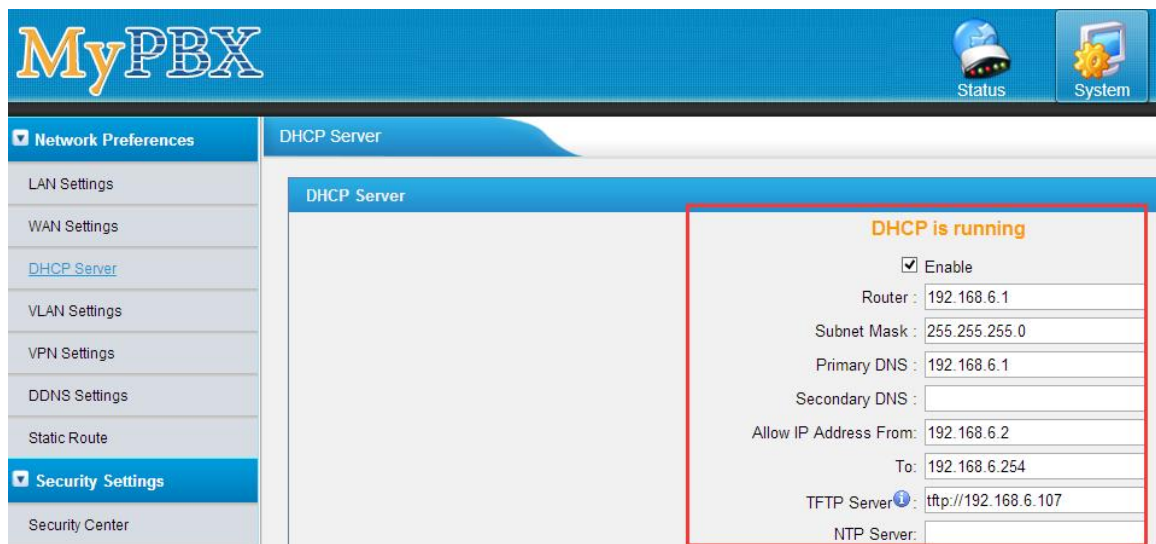 MyPBX
Status
System
Network Preferences
LAN Settings
WAN Settings
DHCP Server
VLAN Settings
VPN Settings
DDNS Settings
Static Route
Security Settings
Security Center
DHCP Server
DHCP Server
DHCP is running
Enable
Router : 192.168.6.1
Subnet Mask : 255.255.255.0
Primary DNS : 192.168.6.1
Secondary DNS :
Allow IP Address From: 192.168.6.2
To: 192.168.6.254
TFTP Server : tftp://192.168.6.107
NTP Server: